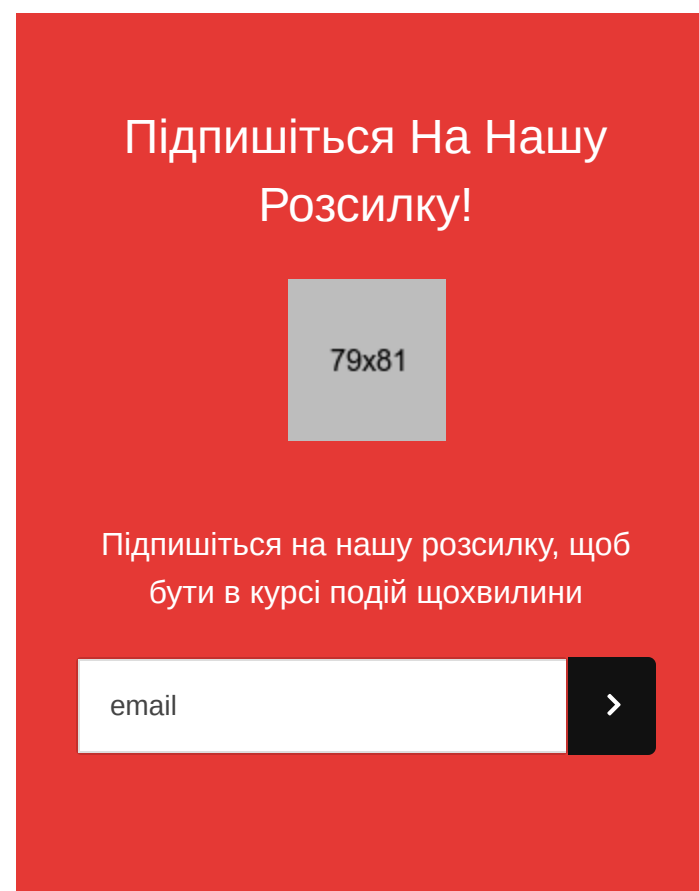 Підпишіться На Нашу
Розсилку!
79x81
Підпишіться на нашу розсилку, щоб
бути в курсі подій щохвилини
email